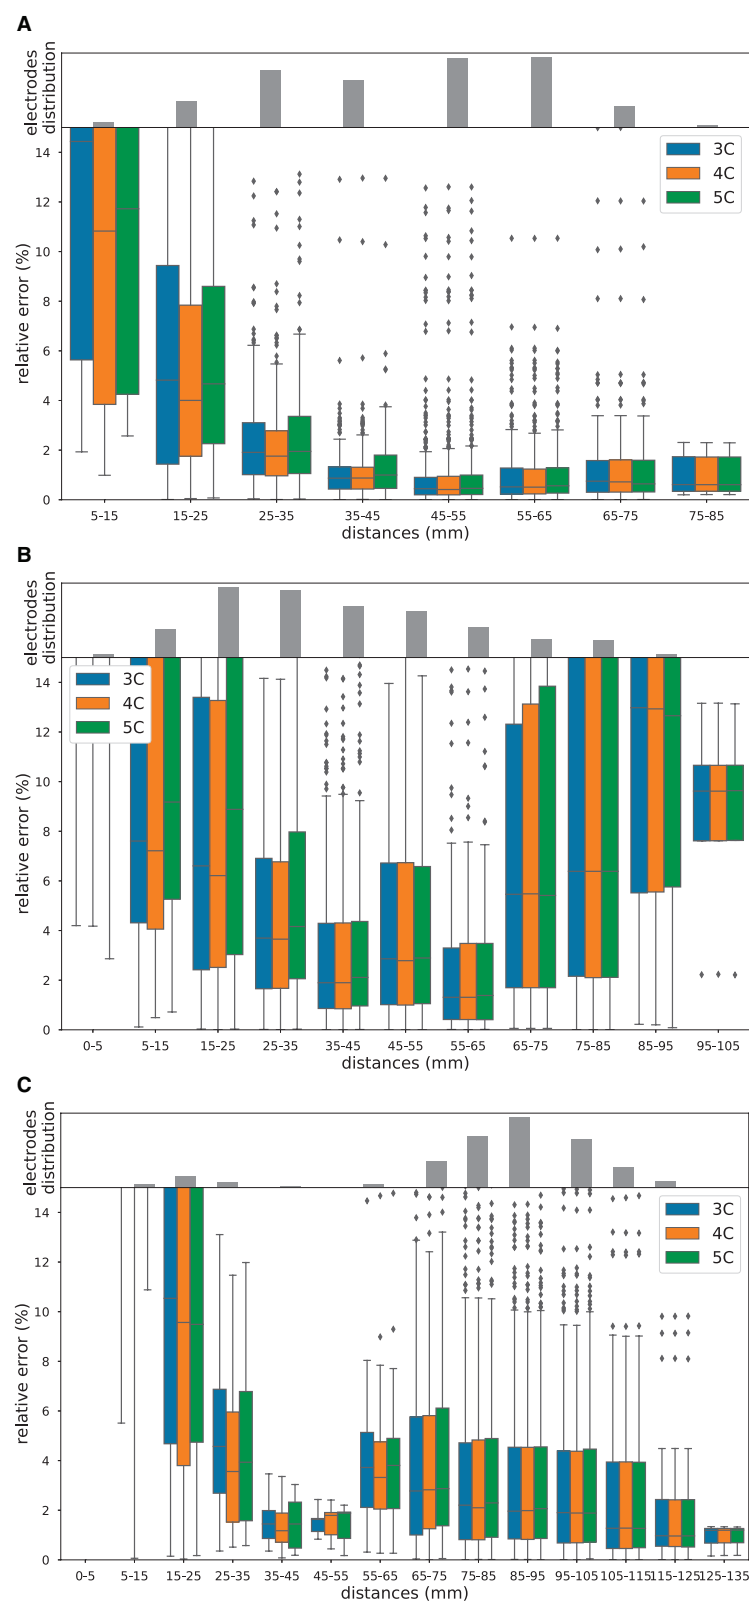 A
electrodes
distribution
14
12
10
8
6
4
2
0
relative error (%)
3C
4C
5C
5-15 15-25 25-35 35-45 45-55 55-65 65-75 75-85
distances (mm)
B
electrodes
distribution
14
12
10
8
6
4
2
0
relative error (%)
3C
4C
5C
0-5 5-15 15-25 25-35 35-45 45-55 55-65 65-75 75-85 85-95 95-105
distances (mm)
C
electrodes
distribution
14
12
10
8
6
4
2
0
relative error (%)
3C
4C
5C
0-5 5-15 15-25 25-35 35-45 45-55 55-65 65-75 75-85 85-95 95-105 105-115 115-125 125-135
distances (mm)